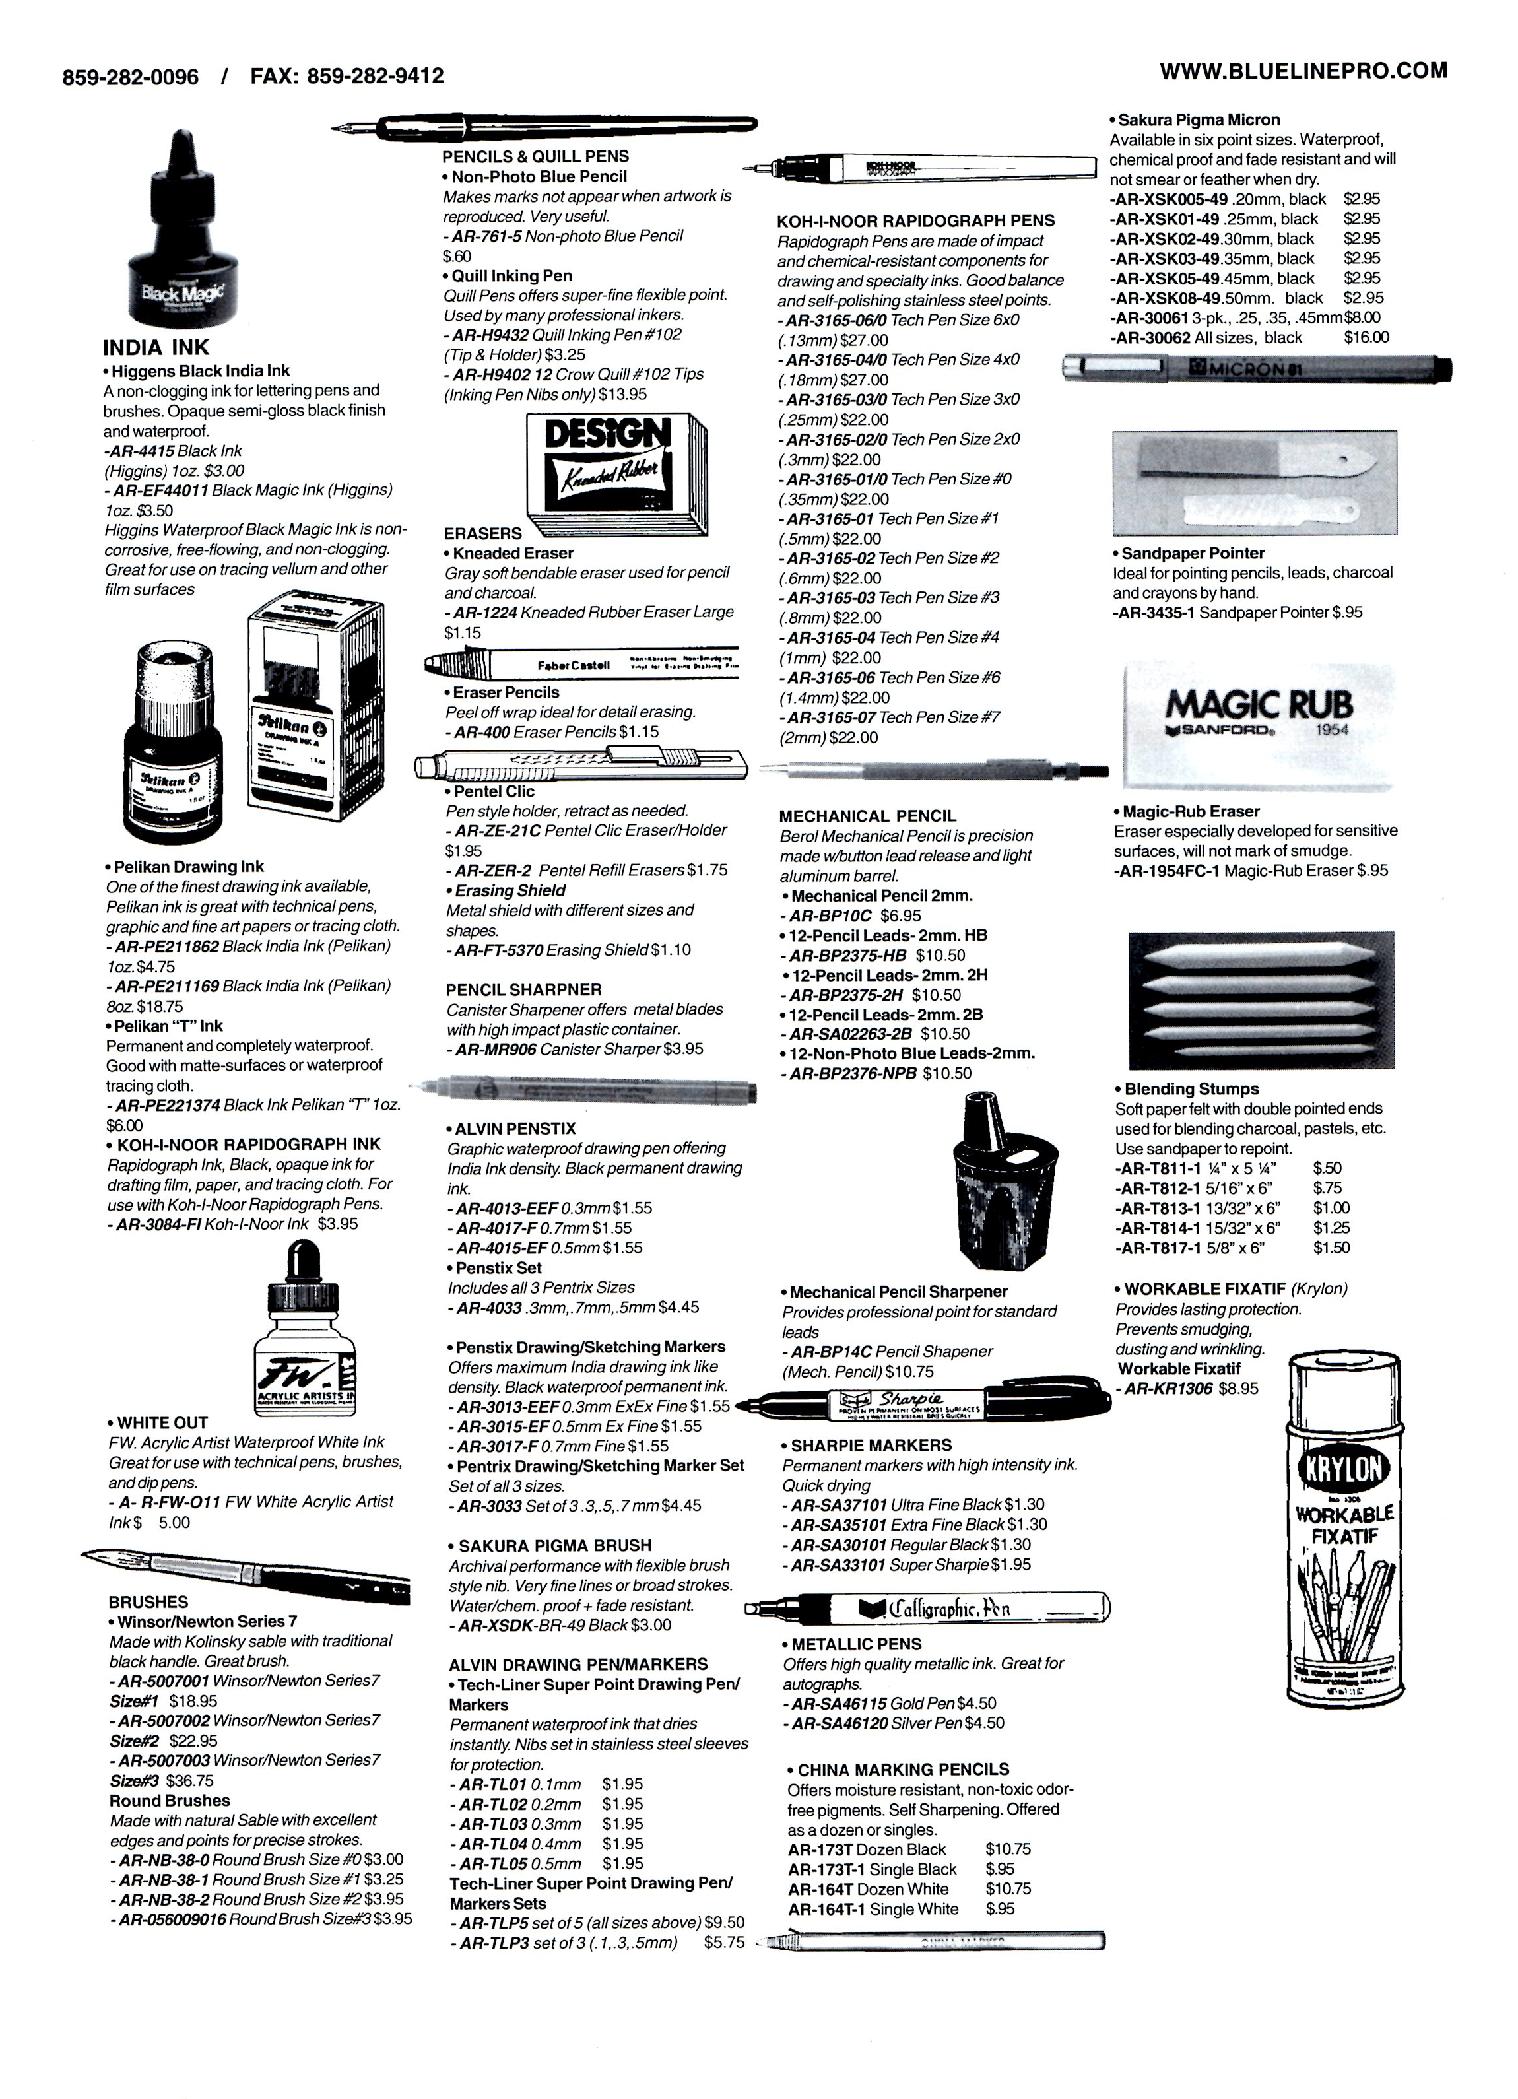 859-282-0096 / FAX: 859-282-9412
WWW.BLUELINEPRO.COM
Black Magic
INDIA INK
• Higgens Black India Ink
A non-clogging ink for lettering pens and
brushes. Opaque semi-gloss black finish
and waterproof.
-AR-4415 Black Ink
(Higgins) 1oz. $3.00
- AR-EF44011 Black Magic Ink (Higgins)
1oz. $3.50
Higgins Waterproof Black Magic Ink is non-
corrosive, free-flowing, and non-clogging.
Great for use on tracing vellum and other
film surfaces
Pelikan
DRAWING INK A
Pelikan
DRAWING INK A
• Pelikan Drawing Ink
One of the finest drawing ink available,
Pelikan ink is great with technical pens,
graphic and fine art papers or tracing cloth.
- AR-PE211862 Black India Ink (Pelikan)
1oz. $4.75
- AR-PE211169 Black India Ink (Pelikan)
8oz. $18.75
• Pelikan “T” Ink
Permanent and completely waterproof.
Good with matte-surfaces or waterproof
tracing cloth.
- AR-PE221374 Black Ink Pelikan “T” 1oz.
$6.00
• KOH-I-NOOR RAPIDOGRAPH INK
Rapidograph Ink, Black, opaque ink for
drafting film, paper, and tracing cloth. For
use with Koh-I-Noor Rapidograph Pens.
- AR-3084-FI Koh-I-Noor Ink $3.95
FW.
ACRYLIC ARTISTS IN
• WHITE OUT
FW. Acrylic Artist Waterproof White Ink
Great for use with technical pens, brushes,
and dip pens.
- A- R-FW-O11 FW White Acrylic Artist
Ink $ 5.00
BRUSHES
• Winsor/Newton Series 7
Made with Kolinsky sable with traditional
black handle. Great brush.
- AR-5007001 Winsor/Newton Series7
Size#1 $18.95
- AR-5007002 Winsor/Newton Series7
Size#2 $22.95
- AR-5007003 Winsor/Newton Series7
Size#3 $36.75
Round Brushes
Made with natural Sable with excellent
edges and points for precise strokes.
- AR-NB-38-0 Round Brush Size #0 $3.00
- AR-NB-38-1 Round Brush Size #1 $3.25
- AR-NB-38-2 Round Brush Size #2 $3.95
- AR-056009016 Round Brush Size#3 $3.95
PENCILS & QUILL PENS
• Non-Photo Blue Pencil
Makes marks not appear when artwork is
reproduced. Very useful.
- AR-761-5 Non-photo Blue Pencil
$.60
• Quill Inking Pen
Quill Pens offers super-fine flexible point.
Used by many professional inkers.
- AR-H9432 Quill Inking Pen #102
(Tip & Holder) $3.25
- AR-H9402 12 Crow Quill #102 Tips
(Inking Pen Nibs only) $13.95
DESIGN
Kneaded Rubber
ERASERS
• Kneaded Eraser
Gray soft bendable eraser used for pencil
and charcoal.
- AR-1224 Kneaded Rubber Eraser Large
$1.15
Faber Castell
• Eraser Pencils
Peel off wrap ideal for detail erasing.
- AR-400 Eraser Pencils $1.15
• Pentel Clic
Pen style holder, retract as needed.
- AR-ZE-21C Pentel Clic Eraser/Holder
$1.95
- AR-ZER-2 Pentel Refill Erasers $1.75
• Erasing Shield
Metal shield with different sizes and
shapes.
- AR-FT-5370 Erasing Shield $1.10
PENCIL SHARPNER
Canister Sharpener offers metal blades
with high impact plastic container.
- AR-MR906 Canister Sharper $3.95
• ALVIN PENSTIX
Graphic waterproof drawing pen offering
India Ink density. Black permanent drawing
ink.
- AR-4013-EEF 0.3mm $1.55
- AR-4017-F 0.7mm $1.55
- AR-4015-EF 0.5mm $1.55
• Penstix Set
Includes all 3 Pentrix Sizes
- AR-4033 .3mm,.7mm,.5mm $4.45
• Penstix Drawing/Sketching Markers
Offers maximum India drawing ink like
density. Black waterproof permanent ink.
- AR-3013-EEF 0.3mm ExEx Fine $1.55
- AR-3015-EF 0.5mm Ex Fine $1.55
- AR-3017-F 0.7mm Fine $1.55
• Pentrix Drawing/Sketching Marker Set
Set of all 3 sizes.
- AR-3033 Set of 3 .3,.5,.7mm $4.45
• SAKURA PIGMA BRUSH
Archival performance with flexible brush
style nib. Very fine lines or broad strokes.
Water/chem. proof + fade resistant.
- AR-XSDK-BR-49 Black $3.00
ALVIN DRAWING PEN/MARKERS
• Tech-Liner Super Point Drawing Pen/
Markers
Permanent waterproof ink that dries
instantly. Nibs set in stainless steel sleeves
for protection.
- AR-TL01 0.1mm $1.95
- AR-TL02 0.2mm $1.95
- AR-TL03 0.3mm $1.95
- AR-TL04 0.4mm $1.95
- AR-TL05 0.5mm $1.95
Tech-Liner Super Point Drawing Pen/
Markers Sets
- AR-TLP5 set of 5 (all sizes above) $9.50
- AR-TLP3 set of 3 (.1,.3,.5mm) $5.75
KOH-I-NOOR
KOH-I-NOOR RAPIDOGRAPH PENS
Rapidograph Pens are made of impact
and chemical-resistant components for
drawing and specialty inks. Good balance
and self-polishing stainless steel points.
- AR-3165-06/0 Tech Pen Size 6x0
(.13mm) $27.00
- AR-3165-04/0 Tech Pen Size 4x0
(.18mm) $27.00
- AR-3165-03/0 Tech Pen Size 3x0
(.25mm) $22.00
- AR-3165-02/0 Tech Pen Size 2x0
(.3mm) $22.00
- AR-3165-01/0 Tech Pen Size #0
(.35mm) $22.00
- AR-3165-01 Tech Pen Size #1
(.5mm) $22.00
- AR-3165-02 Tech Pen Size #2
(.6mm) $22.00
- AR-3165-03 Tech Pen Size #3
(.8mm) $22.00
- AR-3165-04 Tech Pen Size #4
(1mm) $22.00
- AR-3165-06 Tech Pen Size #6
(1.4mm) $22.00
- AR-3165-07 Tech Pen Size #7
(2mm) $22.00
MECHANICAL PENCIL
Berol Mechanical Pencil is precision
made w/button lead release and light
aluminum barrel.
• Mechanical Pencil 2mm.
- AR-BP10C $6.95
• 12-Pencil Leads- 2mm. HB
- AR-BP2375-HB $10.50
• 12-Pencil Leads- 2mm. 2H
- AR-BP2375-2H $10.50
• 12-Pencil Leads- 2mm. 2B
- AR-SA02263-2B $10.50
• 12-Non-Photo Blue Leads-2mm.
- AR-BP2376-NPB $10.50
• Mechanical Pencil Sharpener
Provides professional point for standard
leads
- AR-BP14C Pencil Shapener
(Mech. Pencil) $10.75
Sharpie
• SHARPIE MARKERS
Permanent markers with high intensity ink.
Quick drying
- AR-SA37101 Ultra Fine Black $1.30
- AR-SA35101 Extra Fine Black $1.30
- AR-SA30101 Regular Black $1.30
- AR-SA33101 Super Sharpie $1.95
Calligraphic. Pen
• METALLIC PENS
Offers high quality metallic ink. Great for
autographs.
- AR-SA46115 Gold Pen $4.50
- AR-SA46120 Silver Pen $4.50
• CHINA MARKING PENCILS
Offers moisture resistant, non-toxic odor-
free pigments. Self Sharpening. Offered
as a dozen or singles.
AR-173T Dozen Black $10.75
AR-173T-1 Single Black $.95
AR-164T Dozen White $10.75
AR-164T-1 Single White $.95
• Sakura Pigma Micron
Available in six point sizes. Waterproof,
chemical proof and fade resistant and will
not smear or feather when dry.
-AR-XSK005-49 .20mm, black $2.95
-AR-XSK01-49 .25mm, black $2.95
-AR-XSK02-49 .30mm, black $2.95
-AR-XSK03-49 .35mm, black $2.95
-AR-XSK05-49 .45mm, black $2.95
-AR-XSK08-49 .50mm. black $2.95
-AR-30061 3-pk., .25, .35, .45mm $8.00
-AR-30062 All sizes, black $16.00
MICRON 01
• Sandpaper Pointer
Ideal for pointing pencils, leads, charcoal
and crayons by hand.
-AR-3435-1 Sandpaper Pointer $.95
MAGIC RUB
SANFORD® 1954
• Magic-Rub Eraser
Eraser especially developed for sensitive
surfaces, will not mark of smudge.
-AR-1954FC-1 Magic-Rub Eraser $.95
• Blending Stumps
Soft paper felt with double pointed ends
used for blending charcoal, pastels, etc.
Use sandpaper to repoint.
-AR-T811-1 ¼” x 5 ¼” $.50
-AR-T812-1 5/16” x 6” $.75
-AR-T813-1 13/32” x 6” $1.00
-AR-T814-1 15/32” x 6” $1.25
-AR-T817-1 5/8” x 6” $1.50
• WORKABLE FIXATIF (Krylon)
Provides lasting protection.
Prevents smudging,
dusting and wrinkling.
Workable Fixatif
- AR-KR1306 $8.95
KRYLON
WORKABLE
FIXATIF